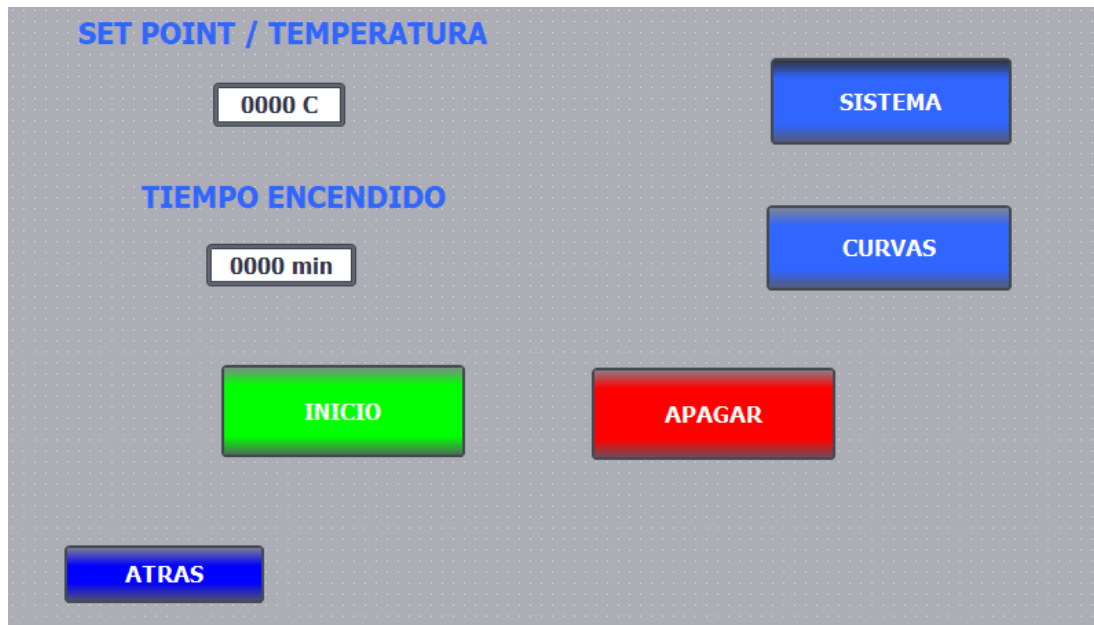 SET POINT / TEMPERATURA
0000 C
SISTEMA
TIEMPO ENCENDIDO
0000 min
CURVAS
INICIO
APAGAR
ATRAS